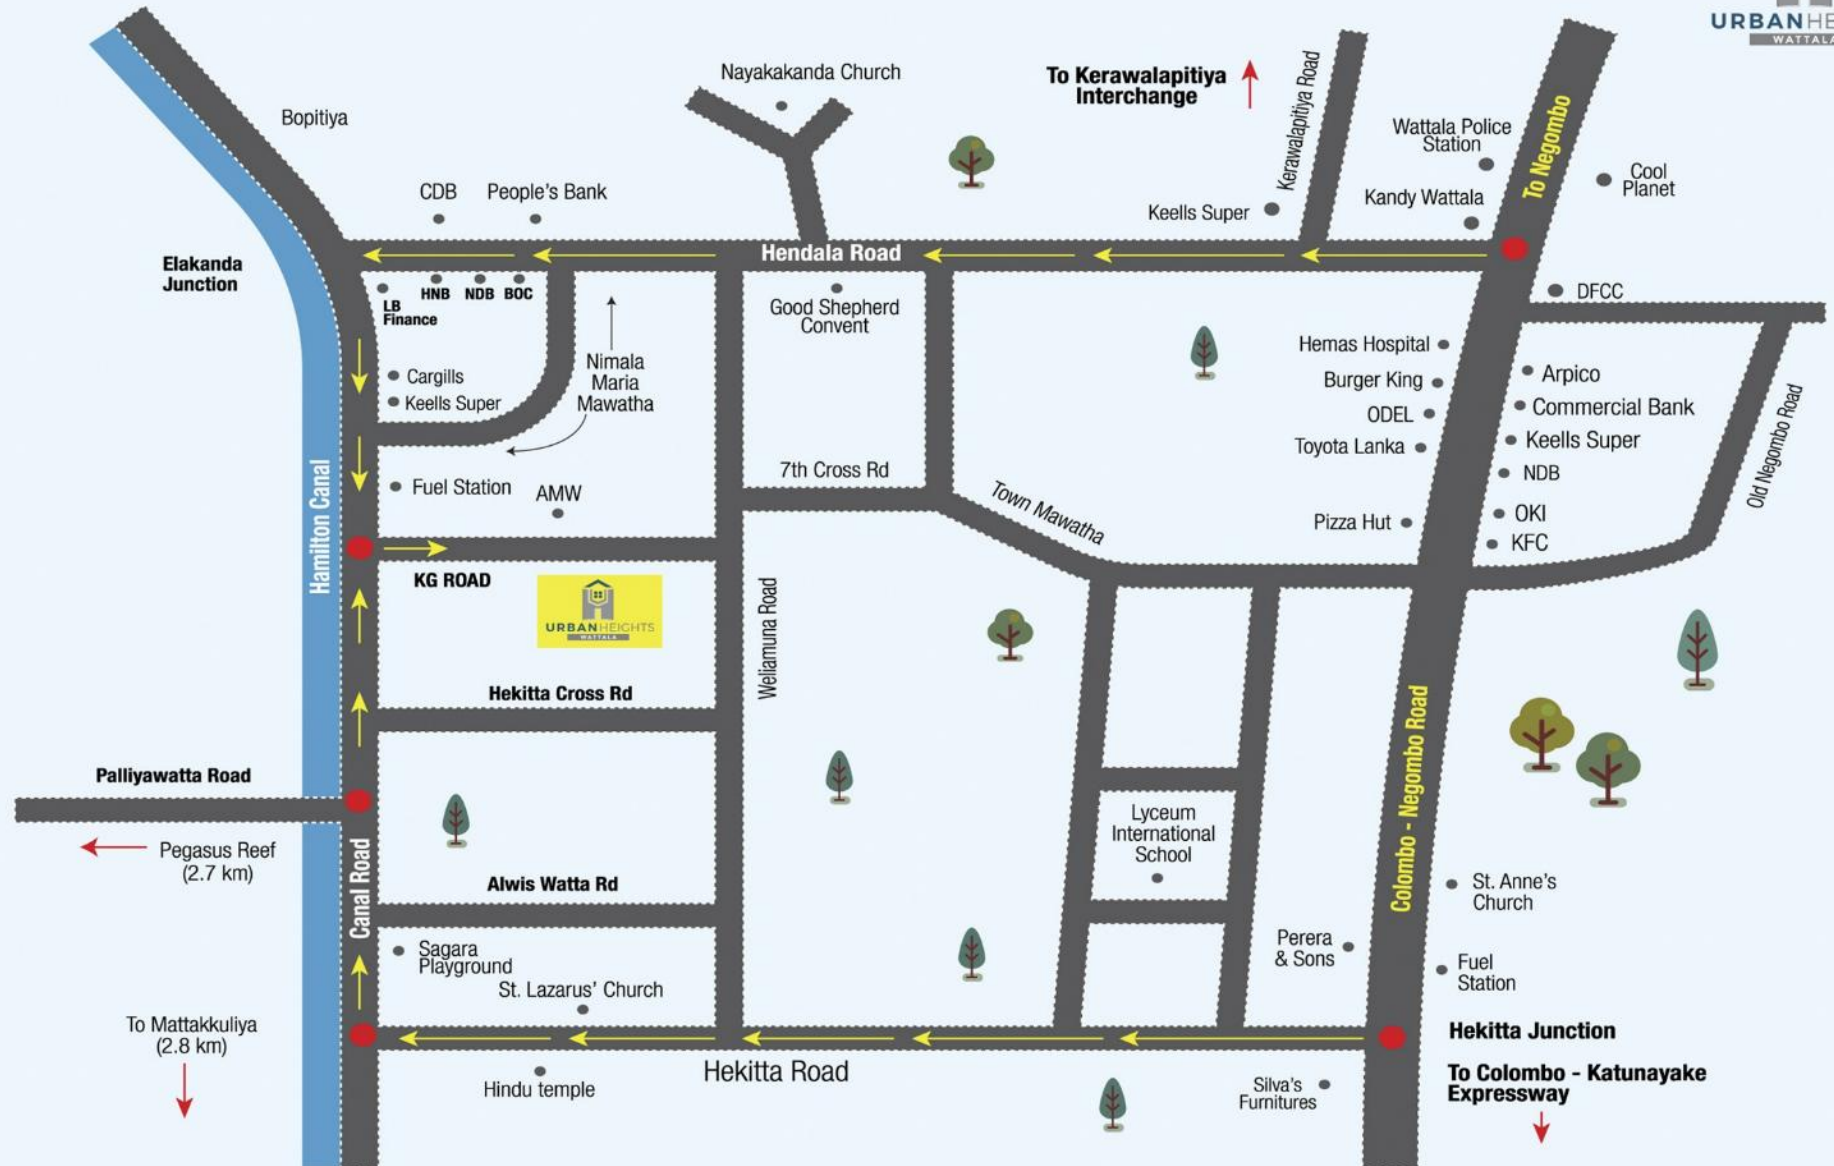 URBANHE
WATTALA
Nayakakanda Church
To Kerawalapitiya
Interchange
Kerawalapitiya Road
Bopitiya
Wattala Police
Station
To Negombo
Cool
Planet
CDB
People's Bank
Keells Super
Kandy Wattala
Hendala Road
Elakanda
Junction
LB
Finance
HNB
NDB
BOC
Good Shepherd
Convent
DFCC
Hemas Hospital
Burger King
ODEL
Toyota Lanka
Pizza Hut
Arpico
Commercial Bank
Keells Super
NDB
OKI
KFC
Old Negombo Road
Cargills
Keells Super
Nimala
Maria
Mawatha
7th Cross Rd
Town Mawatha
Fuel Station
AMW
Hamilton Canal
KG ROAD
URBANHEIGHTS
WATTALA
Weliamuna Road
Hekitta Cross Rd
Colombo - Negombo Road
Palliyawatta Road
Pegasus Reef
(2.7 km)
Canal Road
Alwis Watta Rd
Lyceum
International
School
St. Anne's
Church
Sagara
Playground
St. Lazarus' Church
Perera
& Sons
Fuel
Station
To Mattakkuliya
(2.8 km)
Hekitta Junction
Hekitta Road
Hindu temple
Silva's
Furnitures
To Colombo - Katunayake
Expressway